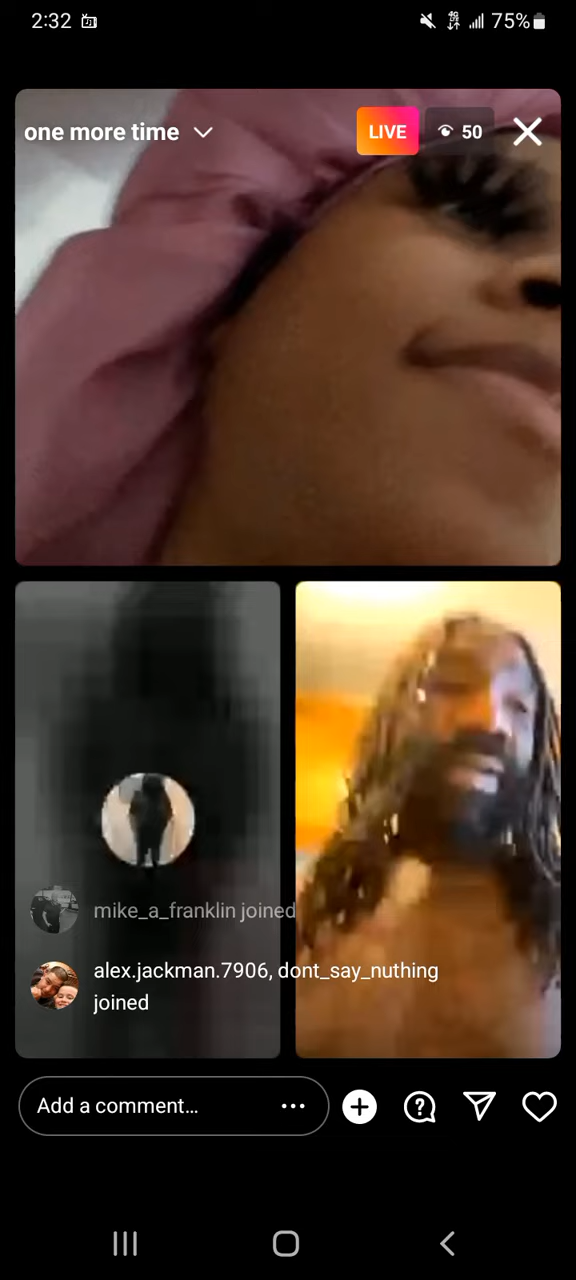 2:32
75%
one more time
LIVE
50
mike_a_franklin joined
alex.jackman.7906, dont_say_nuthing
joined
Add a comment...